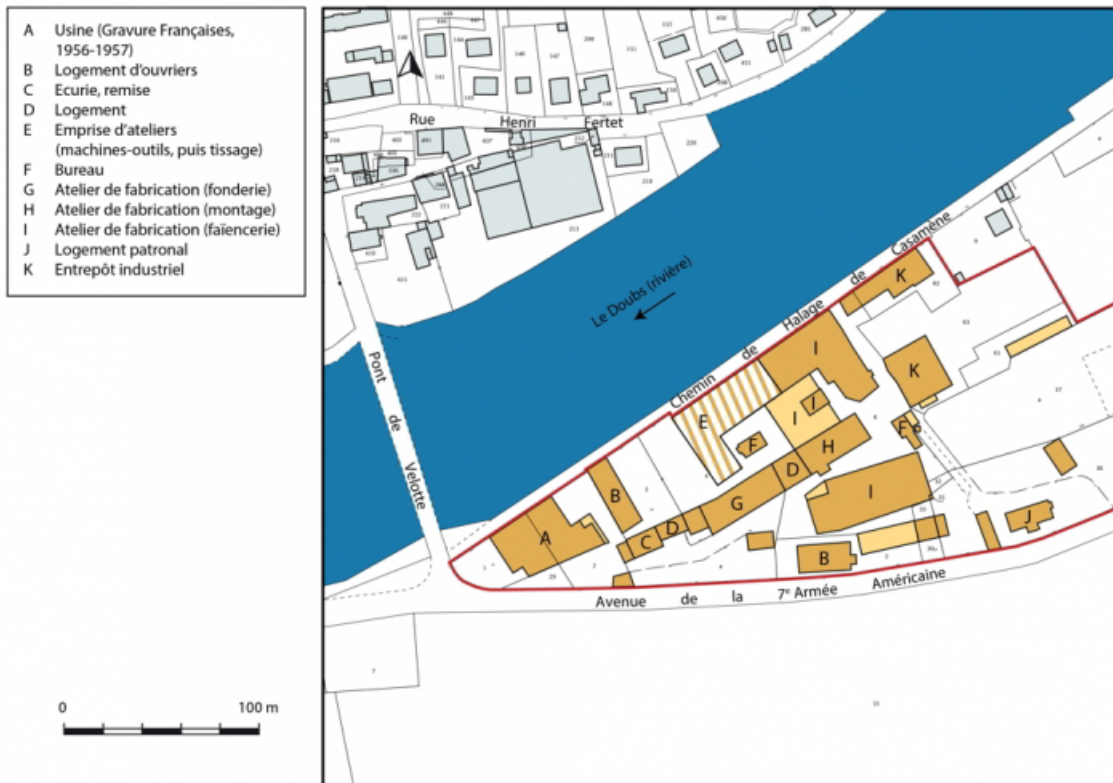 A Usine (Gravure Françaises,
1956-1957)
B Logement d'ouvriers
C Ecurie, remise
D Logement
E Emprise d'ateliers
(machines-outils, puis tissage)
F Bureau
G Atelier de fabrication (fonderie)
H Atelier de fabrication (montage)
I Atelier de fabrication (faïencerie)
J Logement patronal
K Entrepôt industriel
0 100 m
Rue Henri Fertet
Le Doubs (rivière)
Pont de Velotte
Chemin de Halage de Casamène
K
I
K
E
I
I
F
F
H
D
B
G
I
A
D
C
J
B
Avenue de la 7e Armée Américaine